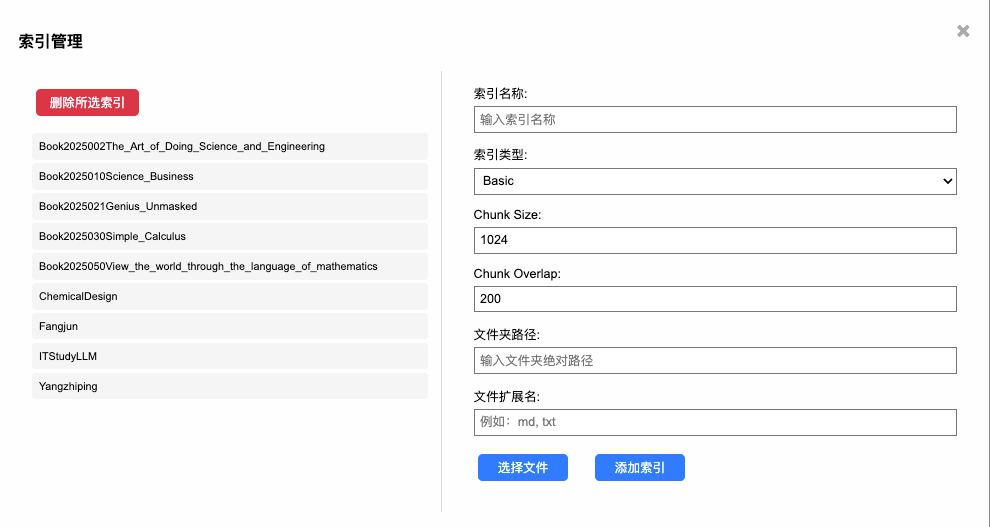 索引管理
✖
删除所选索引
Book2025002The_Art_of_Doing_Science_and_Engineering
Book2025010Science_Business
Book2025021Genius_Unmasked
Book2025030Simple_Calculus
Book2025050View_the_world_through_the_language_of_mathematics
ChemicalDesign
Fangjun
ITStudyLLM
Yangzhiping
索引名称:
输入索引名称
索引类型:
Basic
Chunk Size:
1024
Chunk Overlap:
200
文件夹路径:
输入文件夹绝对路径
文件扩展名:
例如：md, txt
选择文件
添加索引